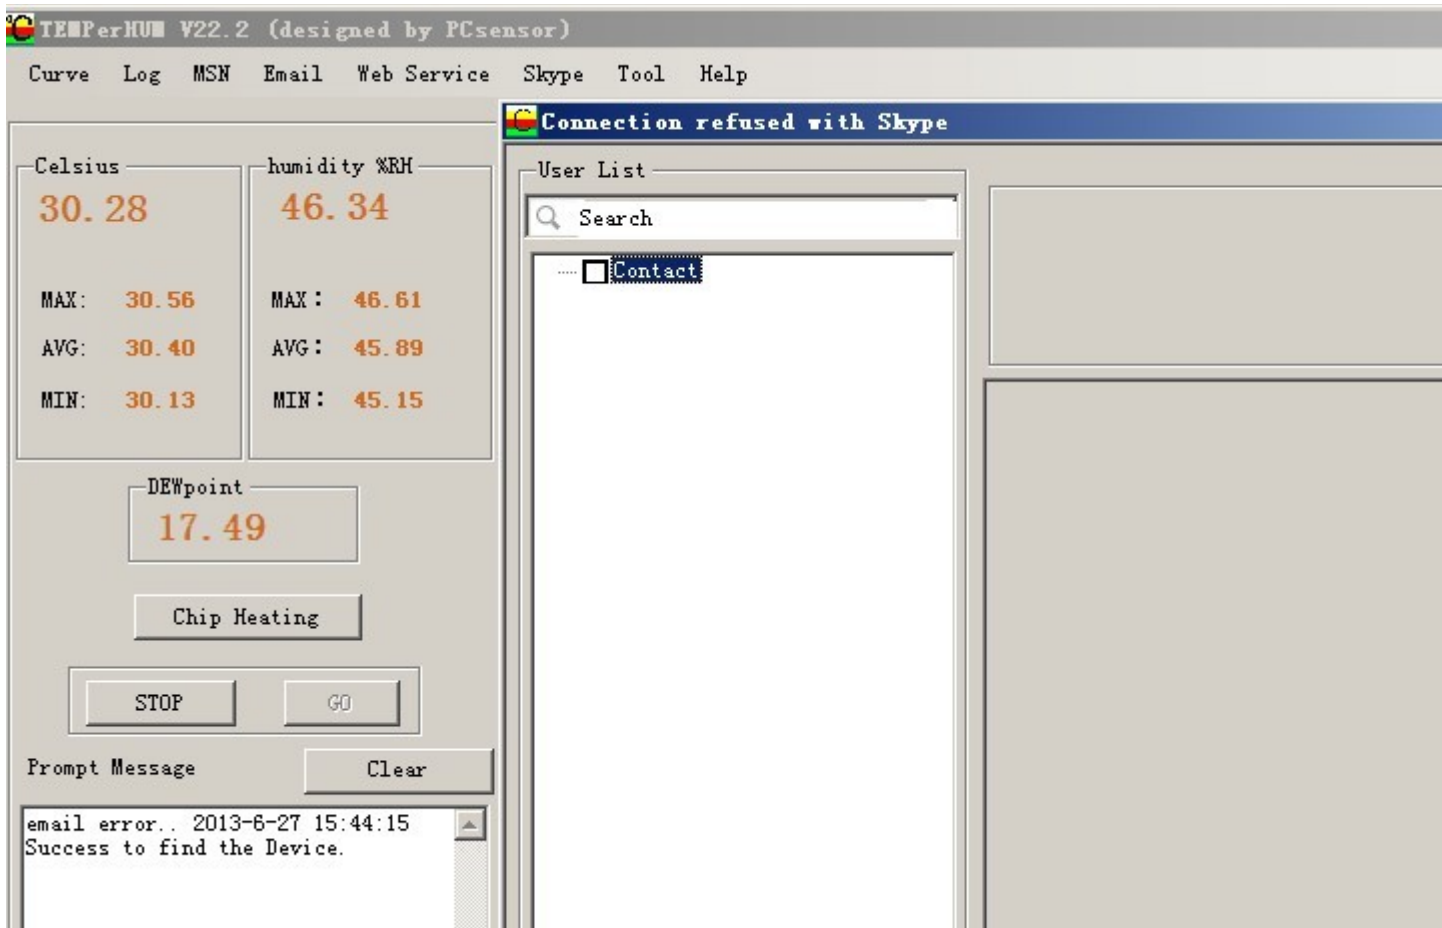 TEMPerHUM V22.2 (designed by PCsensor)
Curve Log MSN Email Web Service Skype Tool Help
Connection refused with Skype
Celsius
30.28
MAX: 30.56
AVG: 30.40
MIN: 30.13
humidity %RH
46.34
MAX: 46.61
AVG: 45.89
MIN: 45.15
DEWpoint
17.49
Chip Heating
STOP GO
Prompt Message Clear
email error.. 2013-6-27 15:44:15
Success to find the Device.
User List
Search
Contact